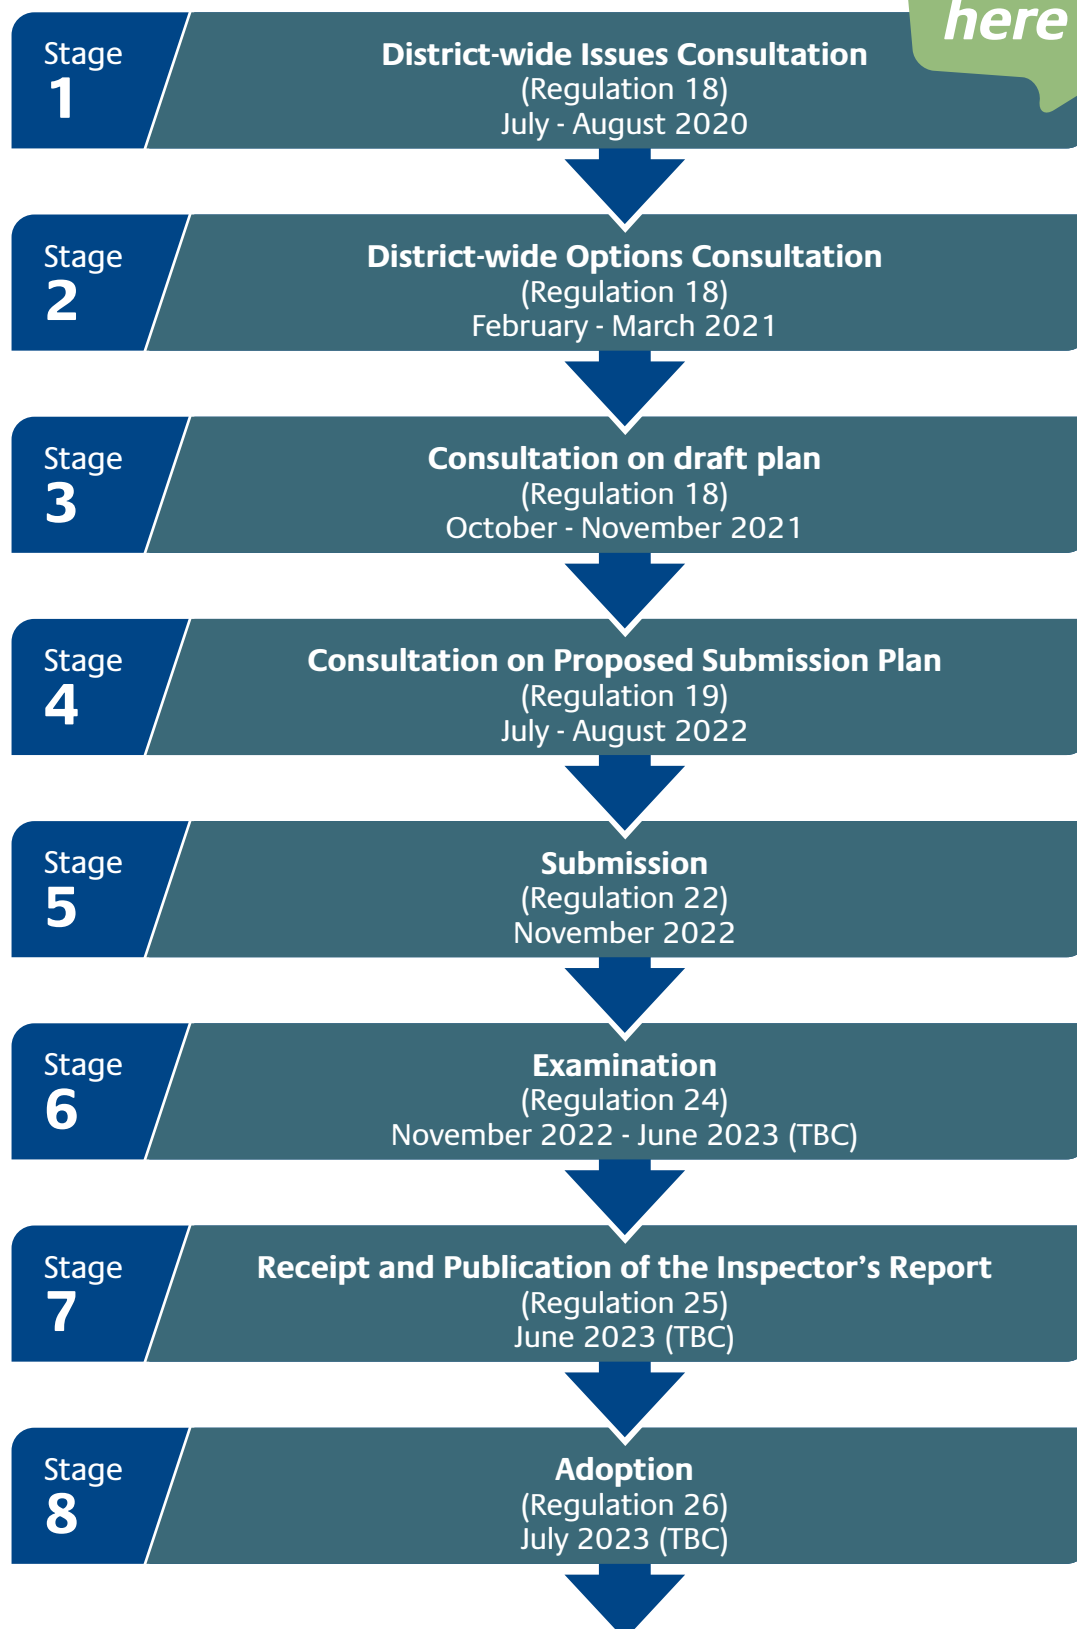 here
Stage
1
District-wide Issues Consultation
(Regulation 18)
July - August 2020
Stage
2
District-wide Options Consultation
(Regulation 18)
February - March 2021
Stage
3
Consultation on draft plan
(Regulation 18)
October - November 2021
Stage
4
Consultation on Proposed Submission Plan
(Regulation 19)
July - August 2022
Stage
5
Submission
(Regulation 22)
November 2022
Stage
6
Examination
(Regulation 24)
November 2022 - June 2023 (TBC)
Stage
7
Receipt and Publication of the Inspector’s Report
(Regulation 25)
June 2023 (TBC)
Stage
8
Adoption
(Regulation 26)
July 2023 (TBC)